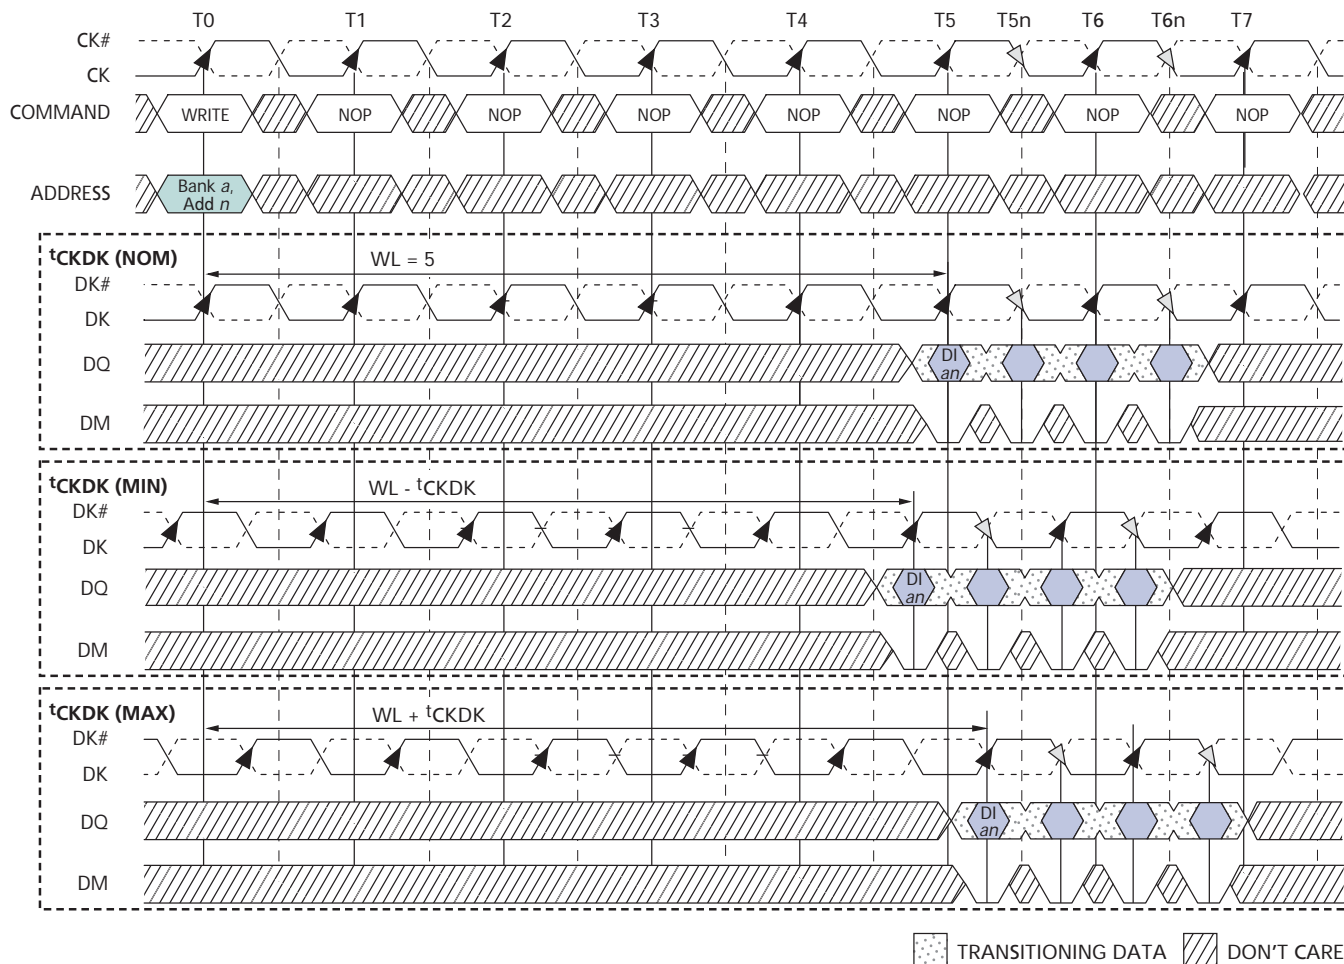 T0 T1 T2 T3 T4 T5 T5n T6 T6n T7
CK#
CK
COMMAND WRITE NOP NOP NOP NOP NOP NOP NOP
ADDRESS Bank a,
Add n
tCKDK (NOM)
WL = 5
DK#
DK
DQ DI
an
DM
tCKDK (MIN)
WL - tCKDK
DK#
DK
DQ DI
an
DM
tCKDK (MAX)
WL + tCKDK
DK#
DK
DQ DI
an
DM
TRANSITIONING DATA DON'T CARE